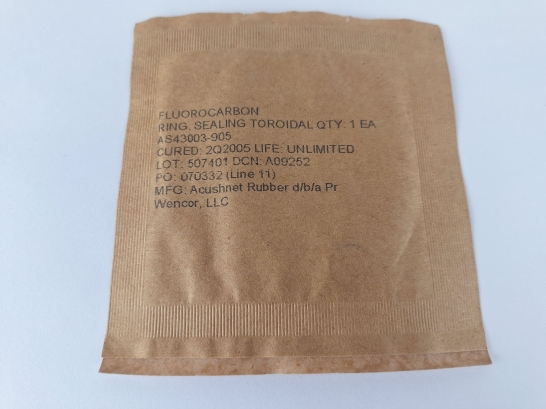 FLUOROCARBON
RING, SEALING TOROIDAL QTY: 1 EA
AS43003-905
CURED: 2Q2005 LIFE: UNLIMITED
LOT: 507401 DCN: A09252
PO: 070332 (Line 11)
MFG: Acushnet Rubber d/b/a Pr
Wencor, LLC